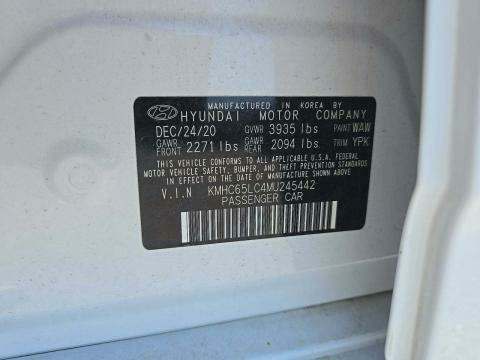 MANUFACTURED IN KOREA BY
HYUNDAI MOTOR COMPANY
DEC/24/20 GVWR 3935 lbs PAINT WAW
GAWR FRONT 2271 lbs GAWR REAR 2094 lbs TRIM YPK
THIS VEHICLE CONFORMS TO ALL APPLICABLE U.S.A. FEDERAL
MOTOR VEHICLE SAFETY, BUMPER, AND THEFT PREVENTION
STANDARDS IN EFFECT ON THE DATE OF MANUFACTURE SHOWN ABOVE.
V.I.N KMHC65LC4MU245442
PASSENGER CAR